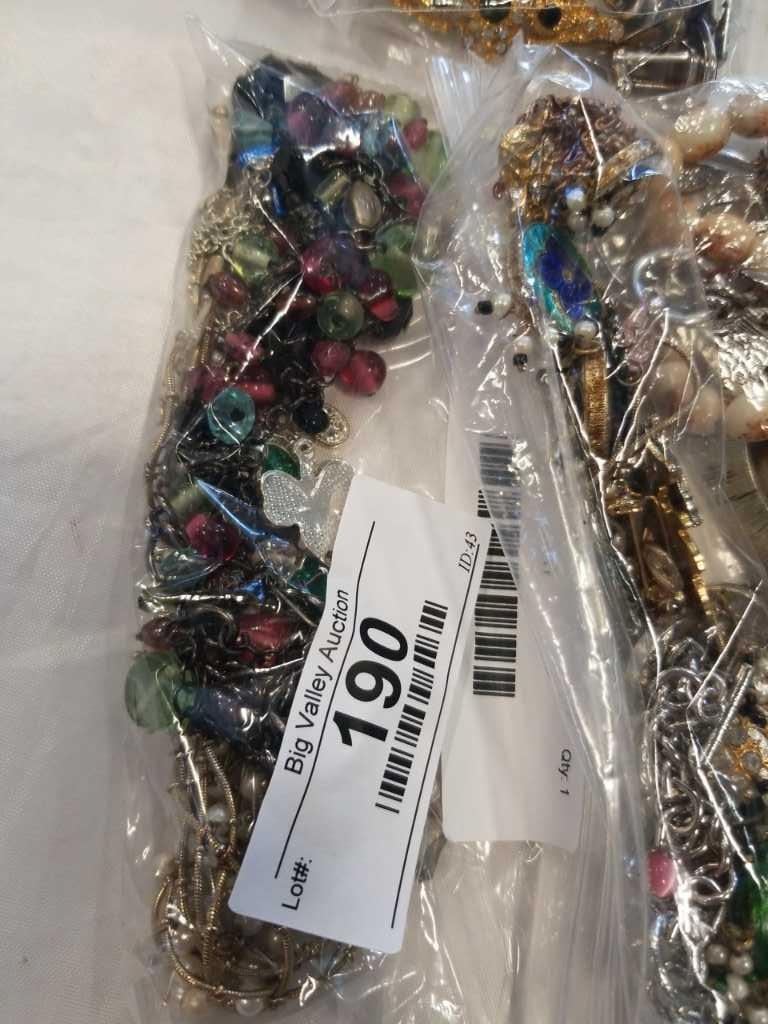 Big Valley Auction
Lot#:
190
ID:43
Qty: 1